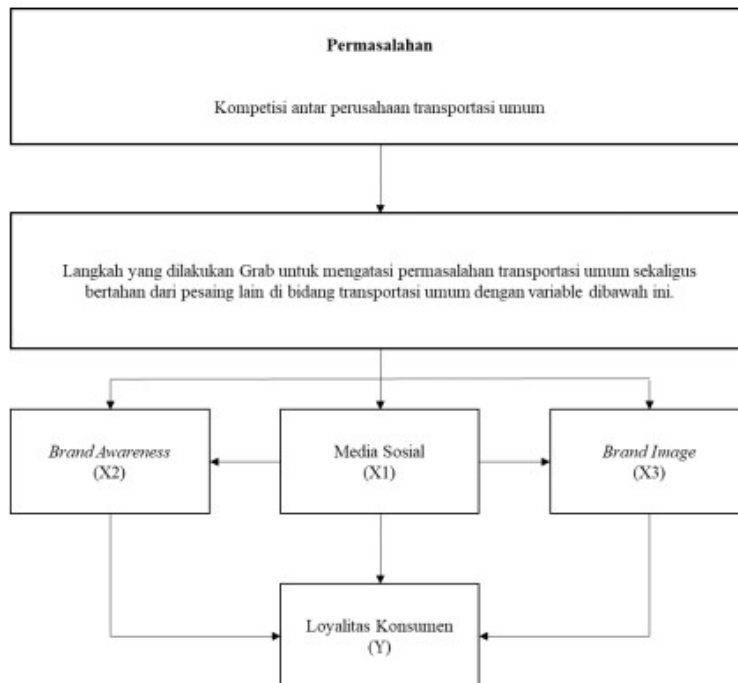 Permasalahan
Kompetisi antar perusahaan transportasi umum
Langkah yang dilakukan Grab untuk mengatasi permasalahan transportasi umum sekaligus
bertahan dari pesaing lain di bidang transportasi umum dengan variable dibawah ini.
Brand Awareness
(X2)
Media Sosial
(X1)
Brand Image
(X3)
Loyalitas Konsumen
(Y)